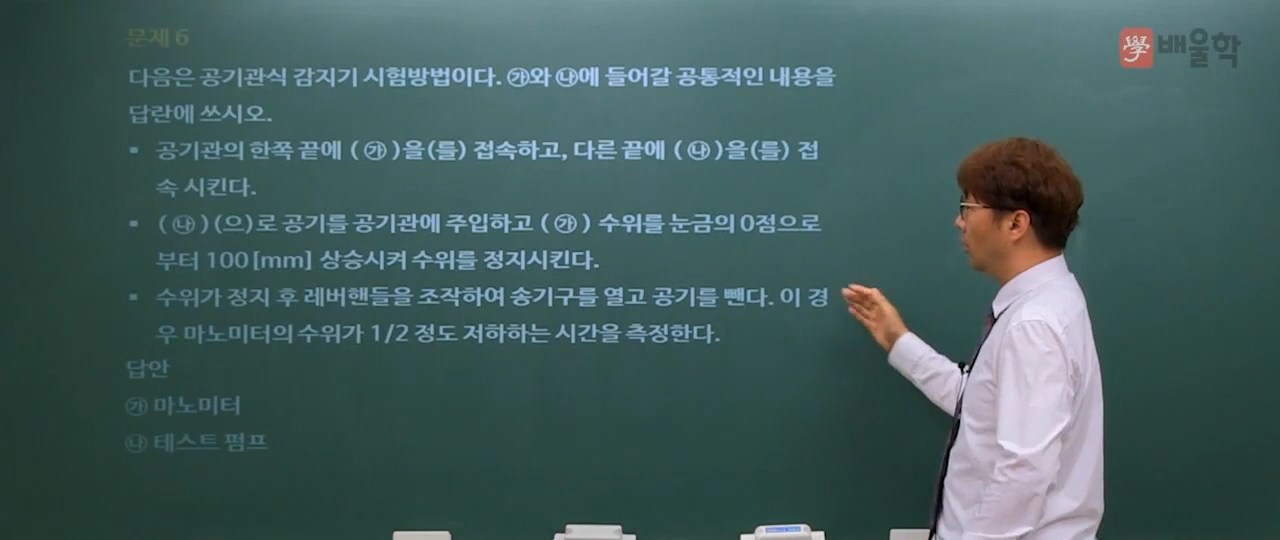 문제 6
學 배울학
다음은 공기관식 감지기 시험방법이다. ㉮와 ㉯에 들어갈 공통적인 내용을
답란에 쓰시오.
▪ 공기관의 한쪽 끝에 ( ㉮ )을(를) 접속하고, 다른 끝에 ( ㉯ )을(를) 접
속 시킨다.
▪ ( ㉯ ) (으)로 공기를 공기관에 주입하고 ( ㉮ ) 수위를 눈금의 0점으로
부터 100[mm] 상승시켜 수위를 정지시킨다.
▪ 수위가 정지 후 레버핸들을 조작하여 송기구를 열고 공기를 뺀다. 이 경
우 마노미터의 수위가 1/2 정도 저하하는 시간을 측정한다.
답안
㉮ 마노미터
㉯ 테스트 펌프